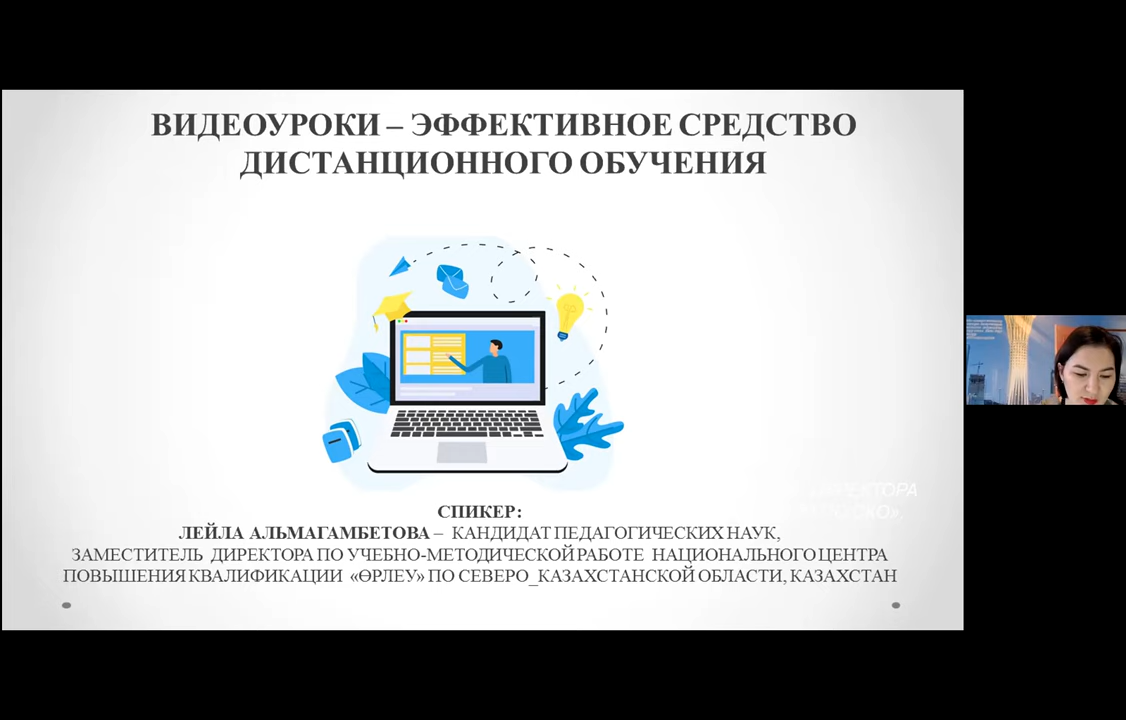 ВИДЕОУРОКИ – ЭФФЕКТИВНОЕ СРЕДСТВО
ДИСТАНЦИОННОГО ОБУЧЕНИЯ
СПИКЕР:
ЛЕЙЛА АЛЬМАГАМБЕТОВА – КАНДИДАТ ПЕДАГОГИЧЕСКИХ НАУК,
ЗАМЕСТИТЕЛЬ ДИРЕКТОРА ПО УЧЕБНО-МЕТОДИЧЕСКОЙ РАБОТЕ НАЦИОНАЛЬНОГО ЦЕНТРА
ПОВЫШЕНИЯ КВАЛИФИКАЦИИ «ӨРЛЕУ» ПО СЕВЕРО_КАЗАХСТАНСКОЙ ОБЛАСТИ, КАЗАХСТАН